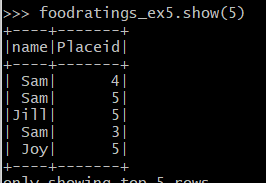 >>> foodratings_ex5.show(5)
+----+-------+
|name|Placeid|
+----+-------+
| Sam|      4|
| Sam|      5|
|Jill|      5|
| Sam|      3|
| Joy|      5|
+----+-------+
only showing top 5 rows